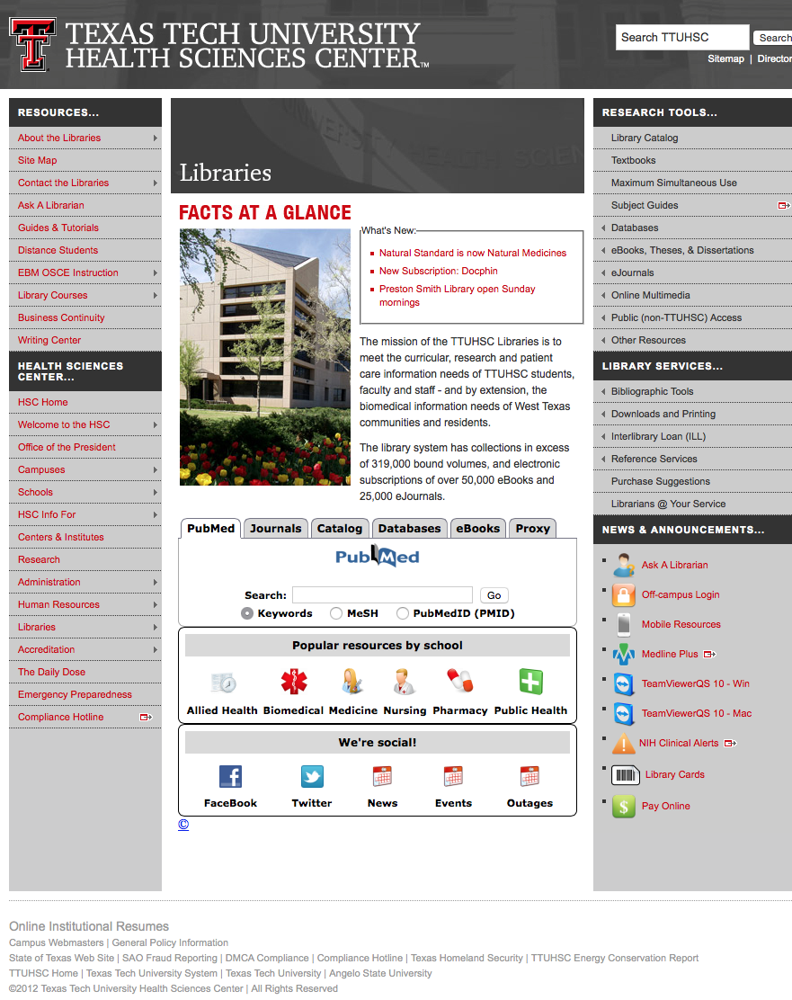 TEXAS TECH UNIVERSITY
HEALTH SCIENCES CENTER™
Search TTUHSC
Search
Sitemap | Director
RESOURCES...
About the Libraries
Site Map
Contact the Libraries
Ask A Librarian
Guides & Tutorials
Distance Students
EBM OSCE Instruction
Library Courses
Business Continuity
Writing Center
HEALTH SCIENCES
CENTER...
HSC Home
Welcome to the HSC
Office of the President
Campuses
Schools
HSC Info For
Centers & Institutes
Research
Administration
Human Resources
Libraries
Accreditation
The Daily Dose
Emergency Preparedness
Compliance Hotline
Libraries
FACTS AT A GLANCE
What's New:
Natural Standard is now Natural Medicines
New Subscription: Docphin
Preston Smith Library open Sunday
mornings
The mission of the TTUHSC Libraries is to
meet the curricular, research and patient
care information needs of TTUHSC students,
faculty and staff - and by extension, the
biomedical information needs of West Texas
communities and residents.
The library system has collections in excess
of 319,000 bound volumes, and electronic
subscriptions of over 50,000 eBooks and
25,000 eJournals.
PubMed Journals Catalog Databases eBooks Proxy
PubMed
Search: Go
Keywords MeSH PubMedID (PMID)
Popular resources by school
Allied Health Biomedical Medicine Nursing Pharmacy Public Health
We're social!
FaceBook Twitter News Events Outages
©
RESEARCH TOOLS...
Library Catalog
Textbooks
Maximum Simultaneous Use
Subject Guides
Databases
eBooks, Theses, & Dissertations
eJournals
Online Multimedia
Public (non-TTUHSC) Access
Other Resources
LIBRARY SERVICES...
Bibliographic Tools
Downloads and Printing
Interlibrary Loan (ILL)
Reference Services
Purchase Suggestions
Librarians @ Your Service
NEWS & ANNOUNCEMENTS...
Ask A Librarian
Off-campus Login
Mobile Resources
Medline Plus
TeamViewerQS 10 - Win
TeamViewerQS 10 - Mac
NIH Clinical Alerts
Library Cards
Pay Online
Online Institutional Resumes
Campus Webmasters | General Policy Information
State of Texas Web Site | SAO Fraud Reporting | DMCA Compliance | Compliance Hotline | Texas Homeland Security | TTUHSC Energy Conservation Report
TTUHSC Home | Texas Tech University System | Texas Tech University | Angelo State University
©2012 Texas Tech University Health Sciences Center | All Rights Reserved